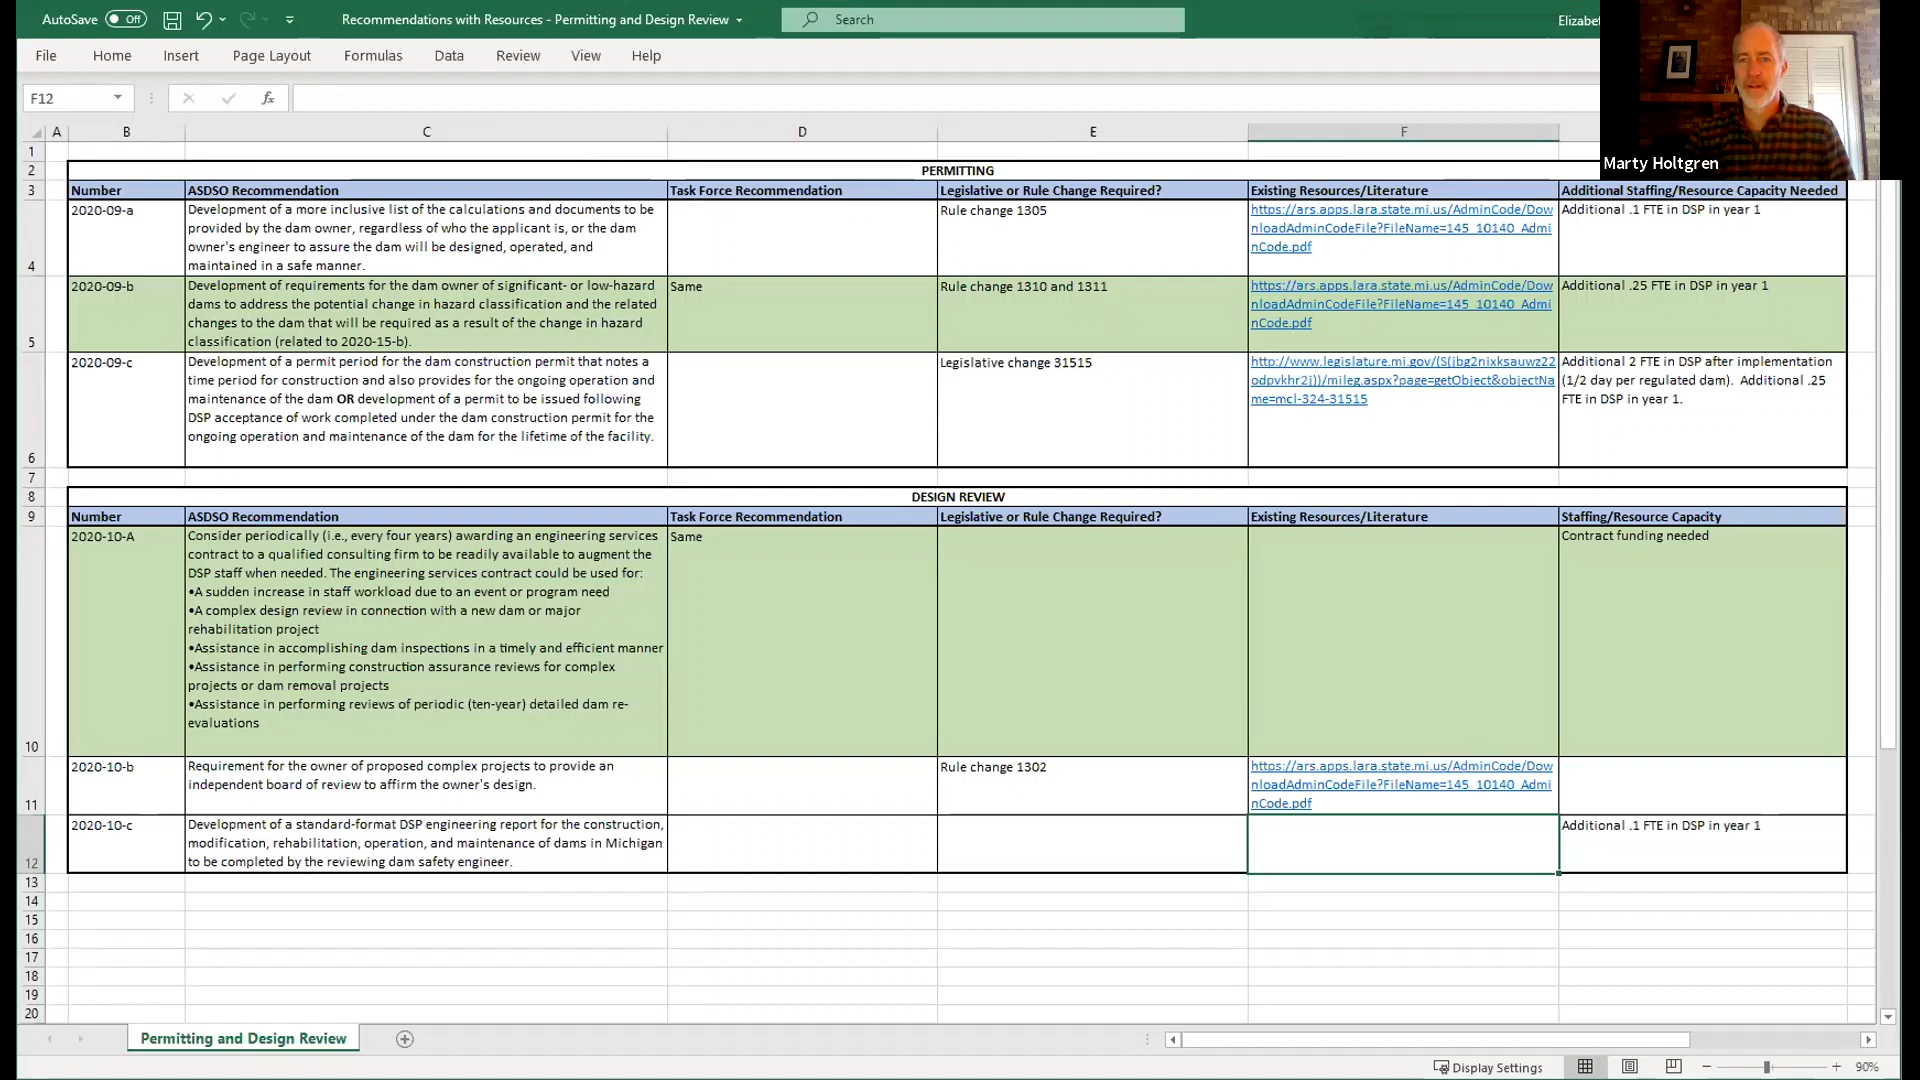 AutoSave Off
Recommendations with Resources - Permitting and Design Review
Search
Elizabet
File Home Insert Page Layout Formulas Data Review View Help
F12
fx
Marty Holtgren
A B C D E F
1
2
PERMITTING
3
Number ASDSO Recommendation Task Force Recommendation Legislative or Rule Change Required? Existing Resources/Literature Additional Staffing/Resource Capacity Needed
4
2020-09-a
Development of a more inclusive list of the calculations and documents to be
provided by the dam owner, regardless of who the applicant is, or the dam
owner's engineer to assure the dam will be designed, operated, and
maintained in a safe manner.
Rule change 1305
https://ars.apps.lara.state.mi.us/AdminCode/Dow
nloadAdminCodeFile?FileName=145_10140_Admi
nCode.pdf
Additional .1 FTE in DSP in year 1
5
2020-09-b
Development of requirements for the dam owner of significant- or low-hazard
dams to address the potential change in hazard classification and the related
changes to the dam that will be required as a result of the change in hazard
classification (related to 2020-15-b).
Same
Rule change 1310 and 1311
https://ars.apps.lara.state.mi.us/AdminCode/Dow
nloadAdminCodeFile?FileName=145_10140_Admi
nCode.pdf
Additional .25 FTE in DSP in year 1
6
2020-09-c
Development of a permit period for the dam construction permit that notes a
time period for construction and also provides for the ongoing operation and
maintenance of the dam OR development of a permit to be issued following
DSP acceptance of work completed under the dam construction permit for the
ongoing operation and maintenance of the dam for the lifetime of the facility.
Legislative change 31515
http://www.legislature.mi.gov/(S(jbg2nixksauwz22
odpvkhr2j))/mileg.aspx?page=getObject&objectNa
me=mcl-324-31515
Additional 2 FTE in DSP after implementation
(1/2 day per regulated dam). Additional .25
FTE in DSP in year 1.
7
8
DESIGN REVIEW
9
Number ASDSO Recommendation Task Force Recommendation Legislative or Rule Change Required? Existing Resources/Literature Staffing/Resource Capacity
10
2020-10-A
Consider periodically (i.e., every four years) awarding an engineering services
contract to a qualified consulting firm to be readily available to augment the
DSP staff when needed. The engineering services contract could be used for:
•A sudden increase in staff workload due to an event or program need
•A complex design review in connection with a new dam or major
rehabilitation project
•Assistance in accomplishing dam inspections in a timely and efficient manner
•Assistance in performing construction assurance reviews for complex
projects or dam removal projects
•Assistance in performing reviews of periodic (ten-year) detailed dam re-
evaluations
Same
Contract funding needed
11
2020-10-b
Requirement for the owner of proposed complex projects to provide an
independent board of review to affirm the owner's design.
Rule change 1302
https://ars.apps.lara.state.mi.us/AdminCode/Dow
nloadAdminCodeFile?FileName=145_10140_Admi
nCode.pdf
12
2020-10-c
Development of a standard-format DSP engineering report for the construction,
modification, rehabilitation, operation, and maintenance of dams in Michigan
to be completed by the reviewing dam safety engineer.
Additional .1 FTE in DSP in year 1
13
14
15
16
17
18
19
20
Permitting and Design Review
Display Settings
90%